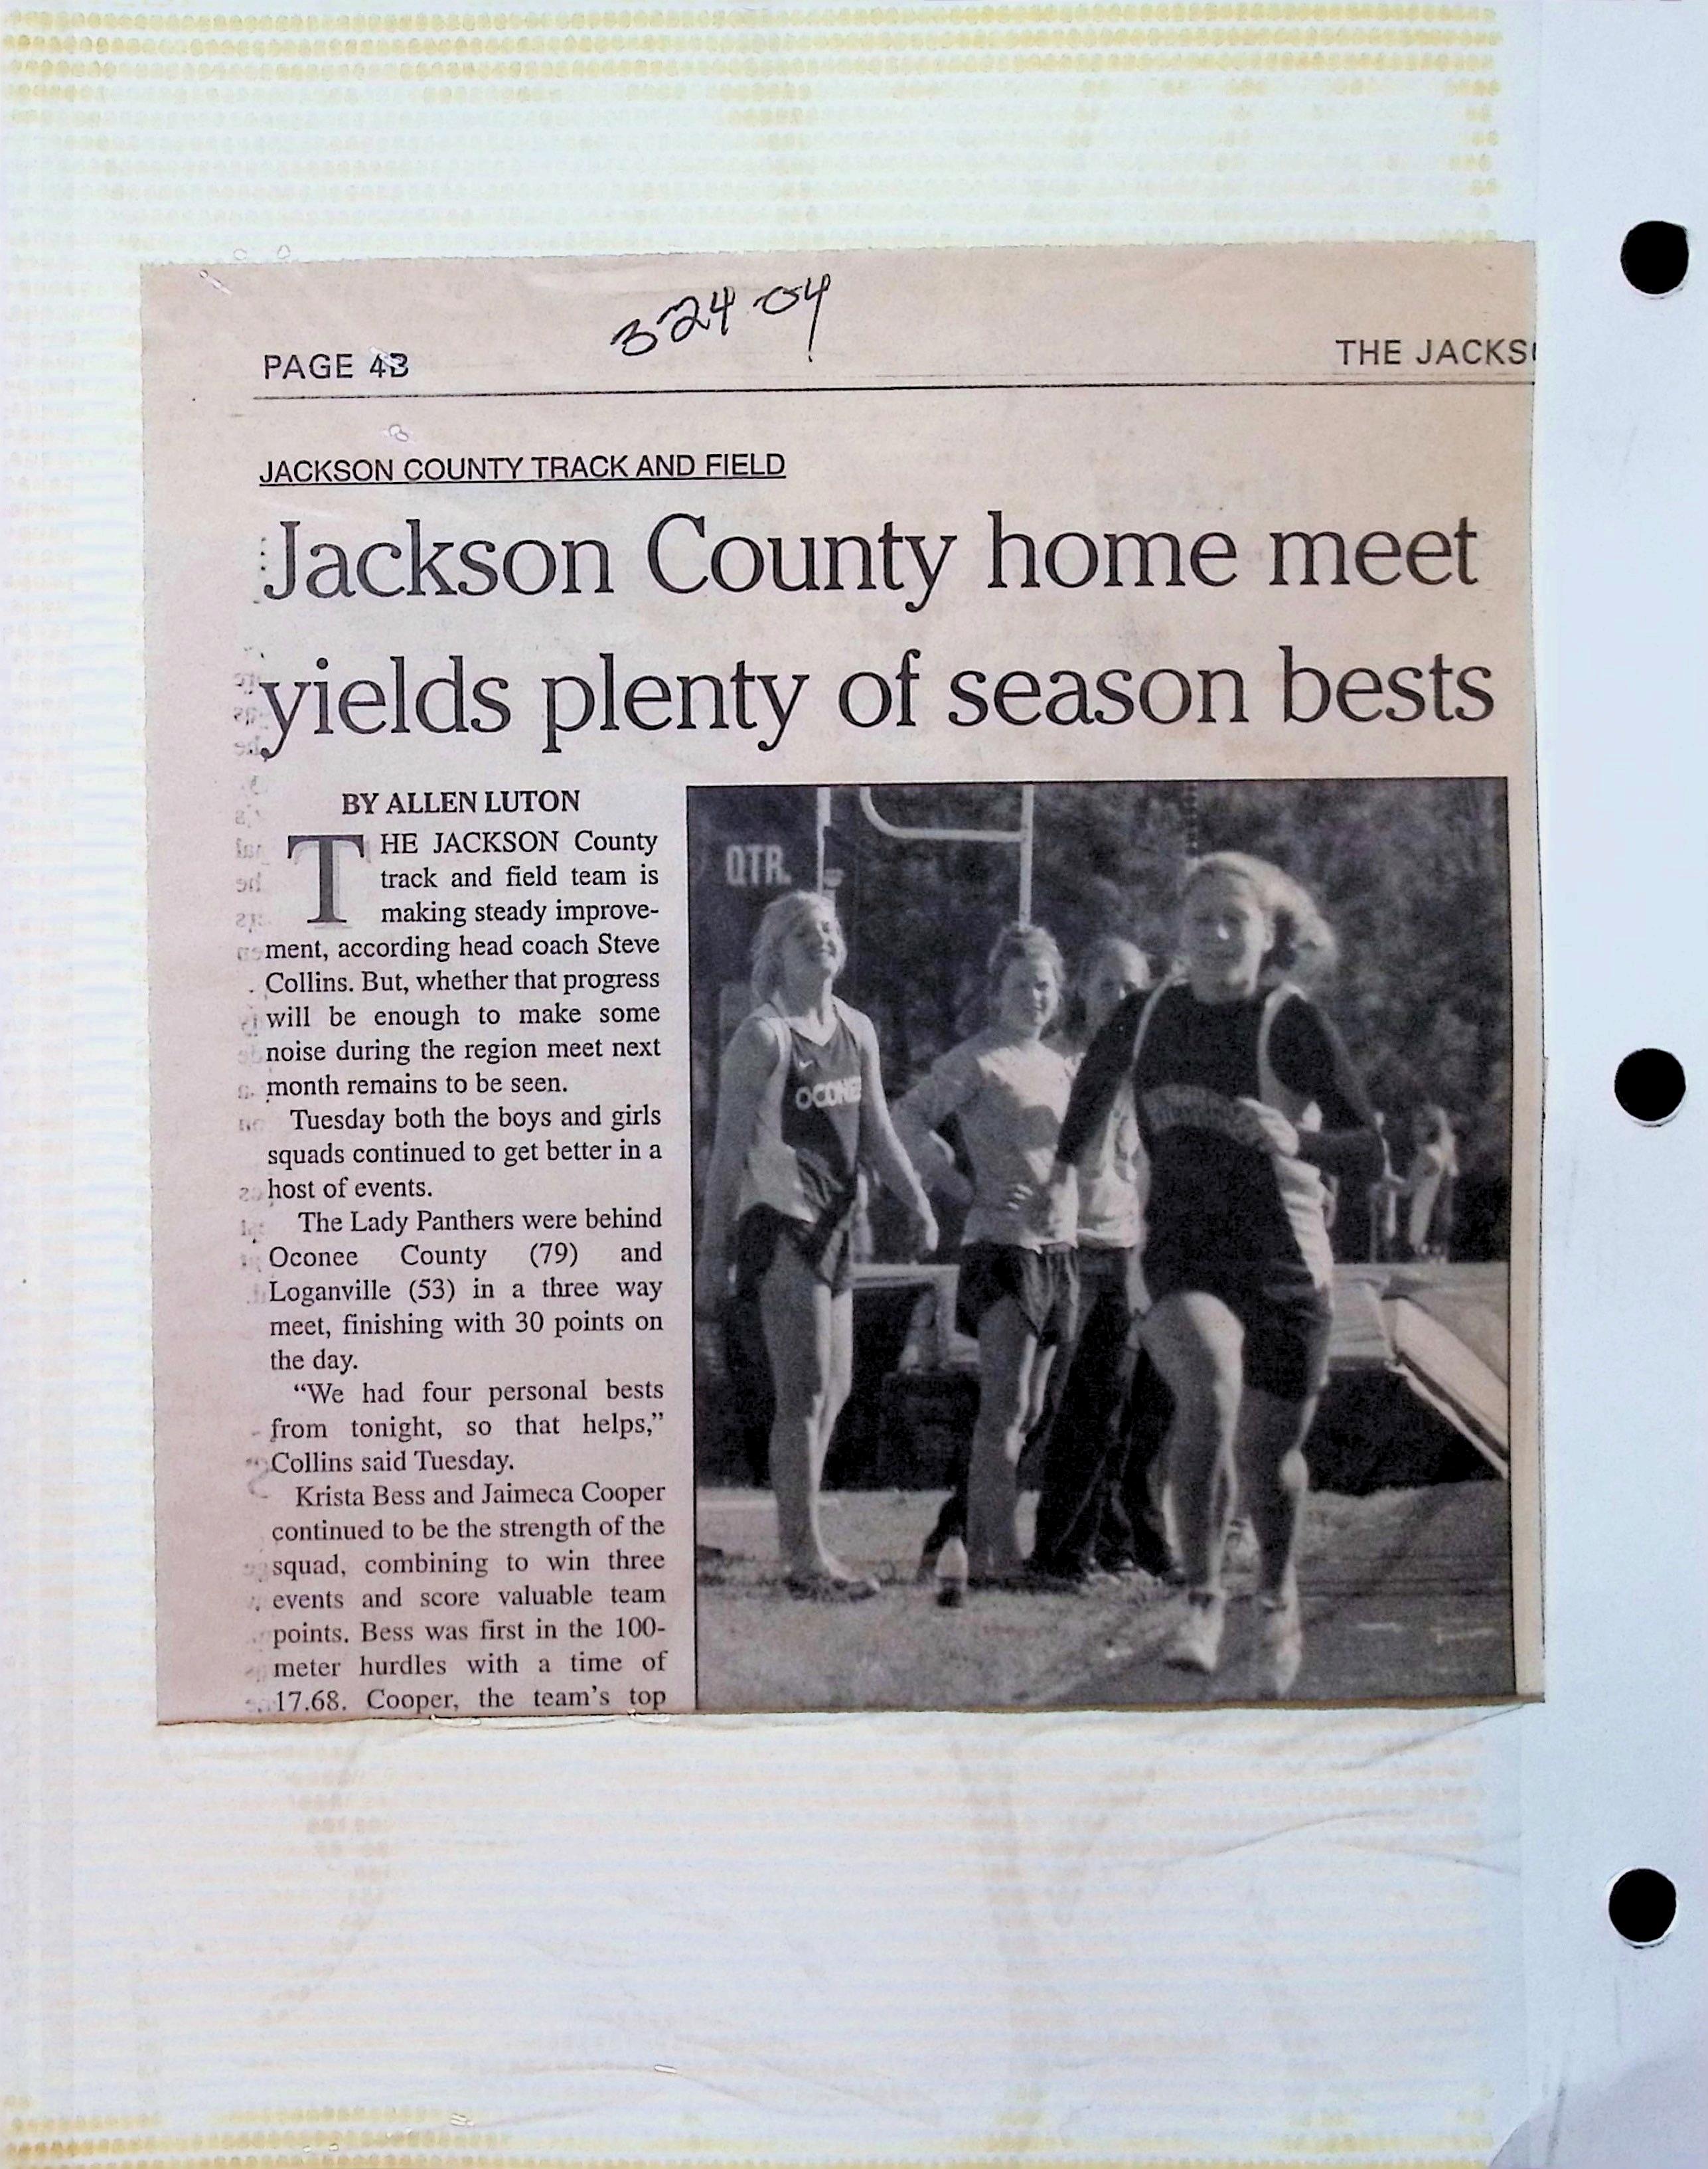 3-24-04
PAGE 4B
THE JACKS
JACKSON COUNTY TRACK AND FIELD
Jackson County home meet
yields plenty of season bests
BY ALLEN LUTON
THE JACKSON County
track and field team is
making steady improve-
ment, according head coach Steve
Collins. But, whether that progress
will be enough to make some
noise during the region meet next
month remains to be seen.
Tuesday both the boys and girls
squads continued to get better in a
host of events.
The Lady Panthers were behind
Oconee County (79) and
Loganville (53) in a three way
meet, finishing with 30 points on
the day.
“We had four personal bests
from tonight, so that helps,”
Collins said Tuesday.
Krista Bess and Jaimeca Cooper
continued to be the strength of the
squad, combining to win three
events and score valuable team
points. Bess was first in the 100-
meter hurdles with a time of
17.68. Cooper, the team’s top
QTR.
OCONEE